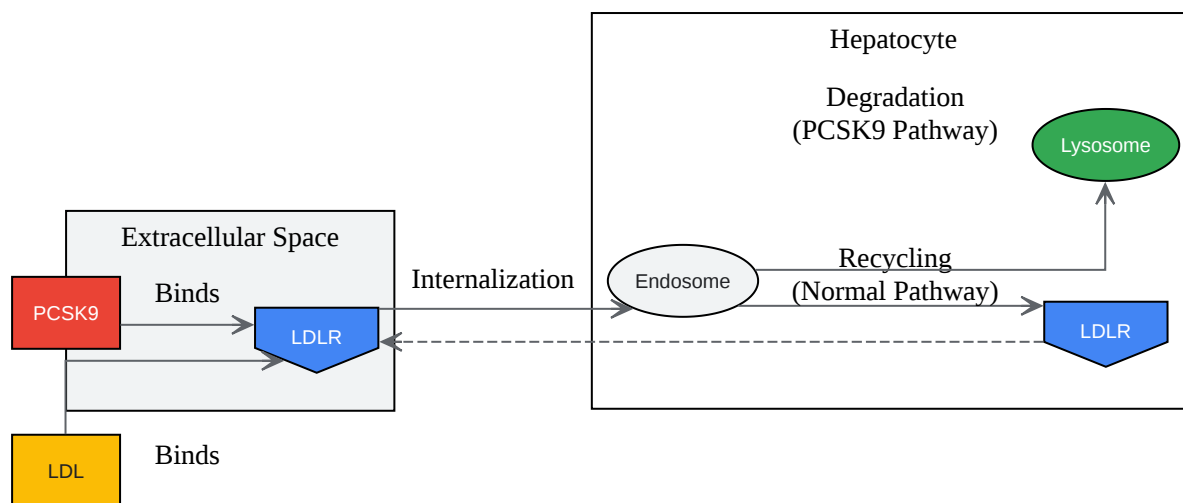 Hepatocyte
Degradation
(PCSK9 Pathway)
Lysosome
Extracellular Space
Binds
PCSK9
LDLR
Internalization
Endosome
Recycling
(Normal Pathway)
LDLR
LDL
Binds